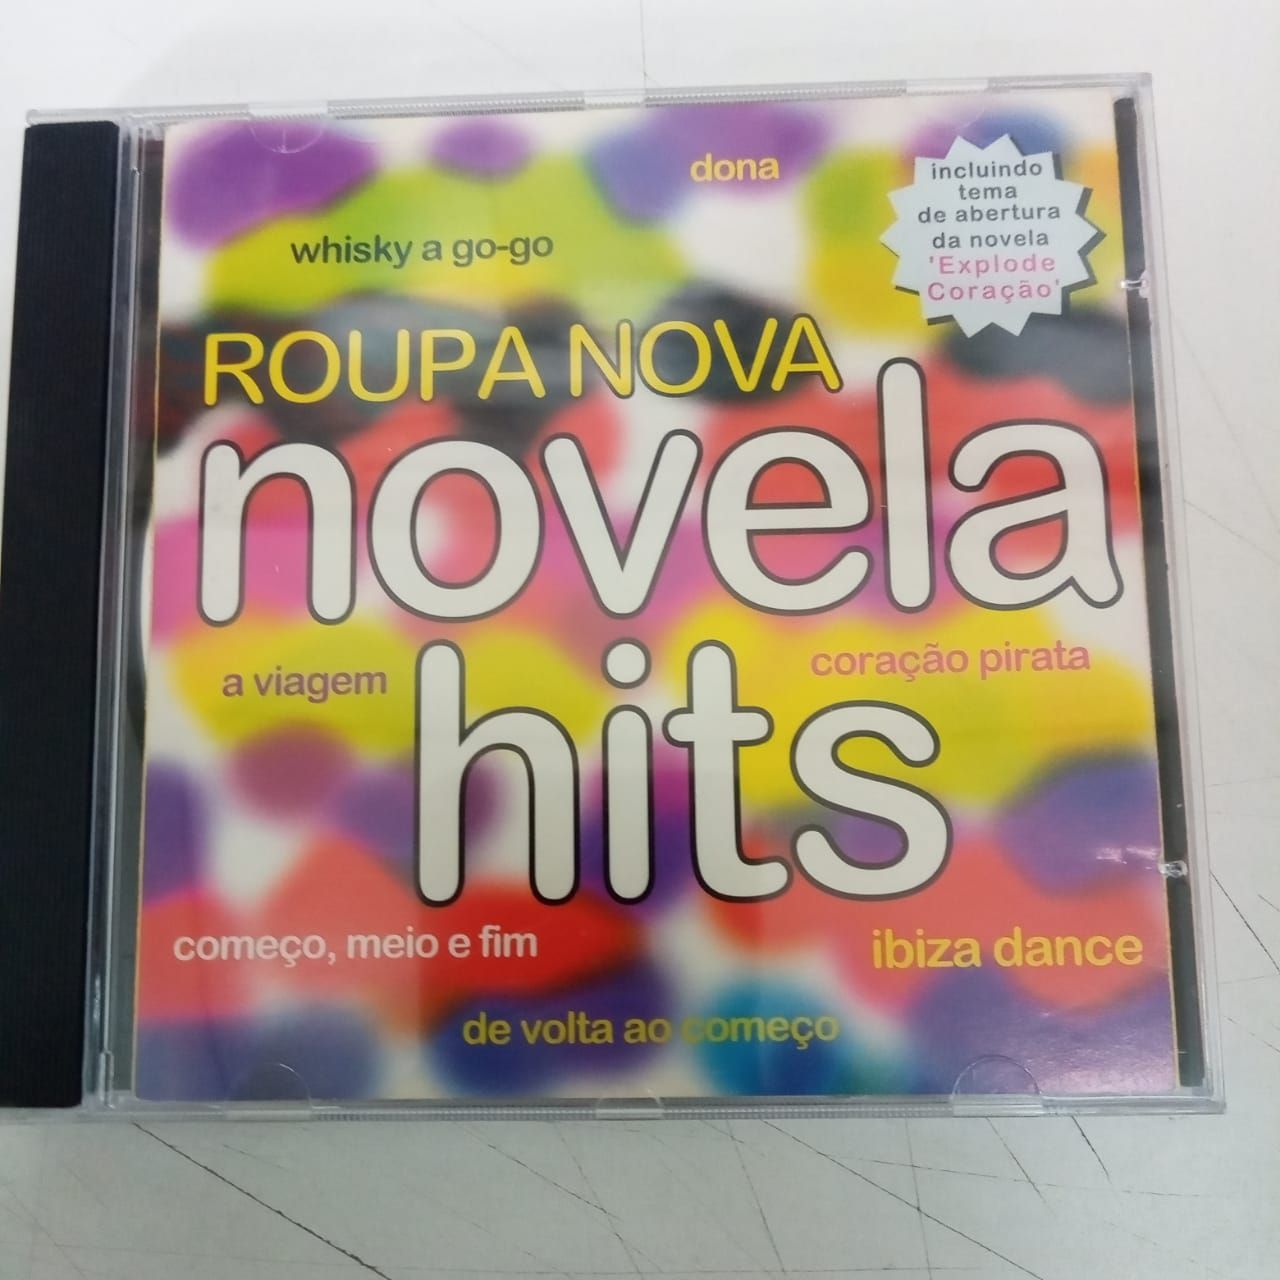 dona
incluindo
tema
de abertura
da novela
'Explode
Coração'
whisky a go-go
ROUPA NOVA
novela
hits
a viagem
coração pirata
começo, meio e fim
ibiza dance
de volta ao começo